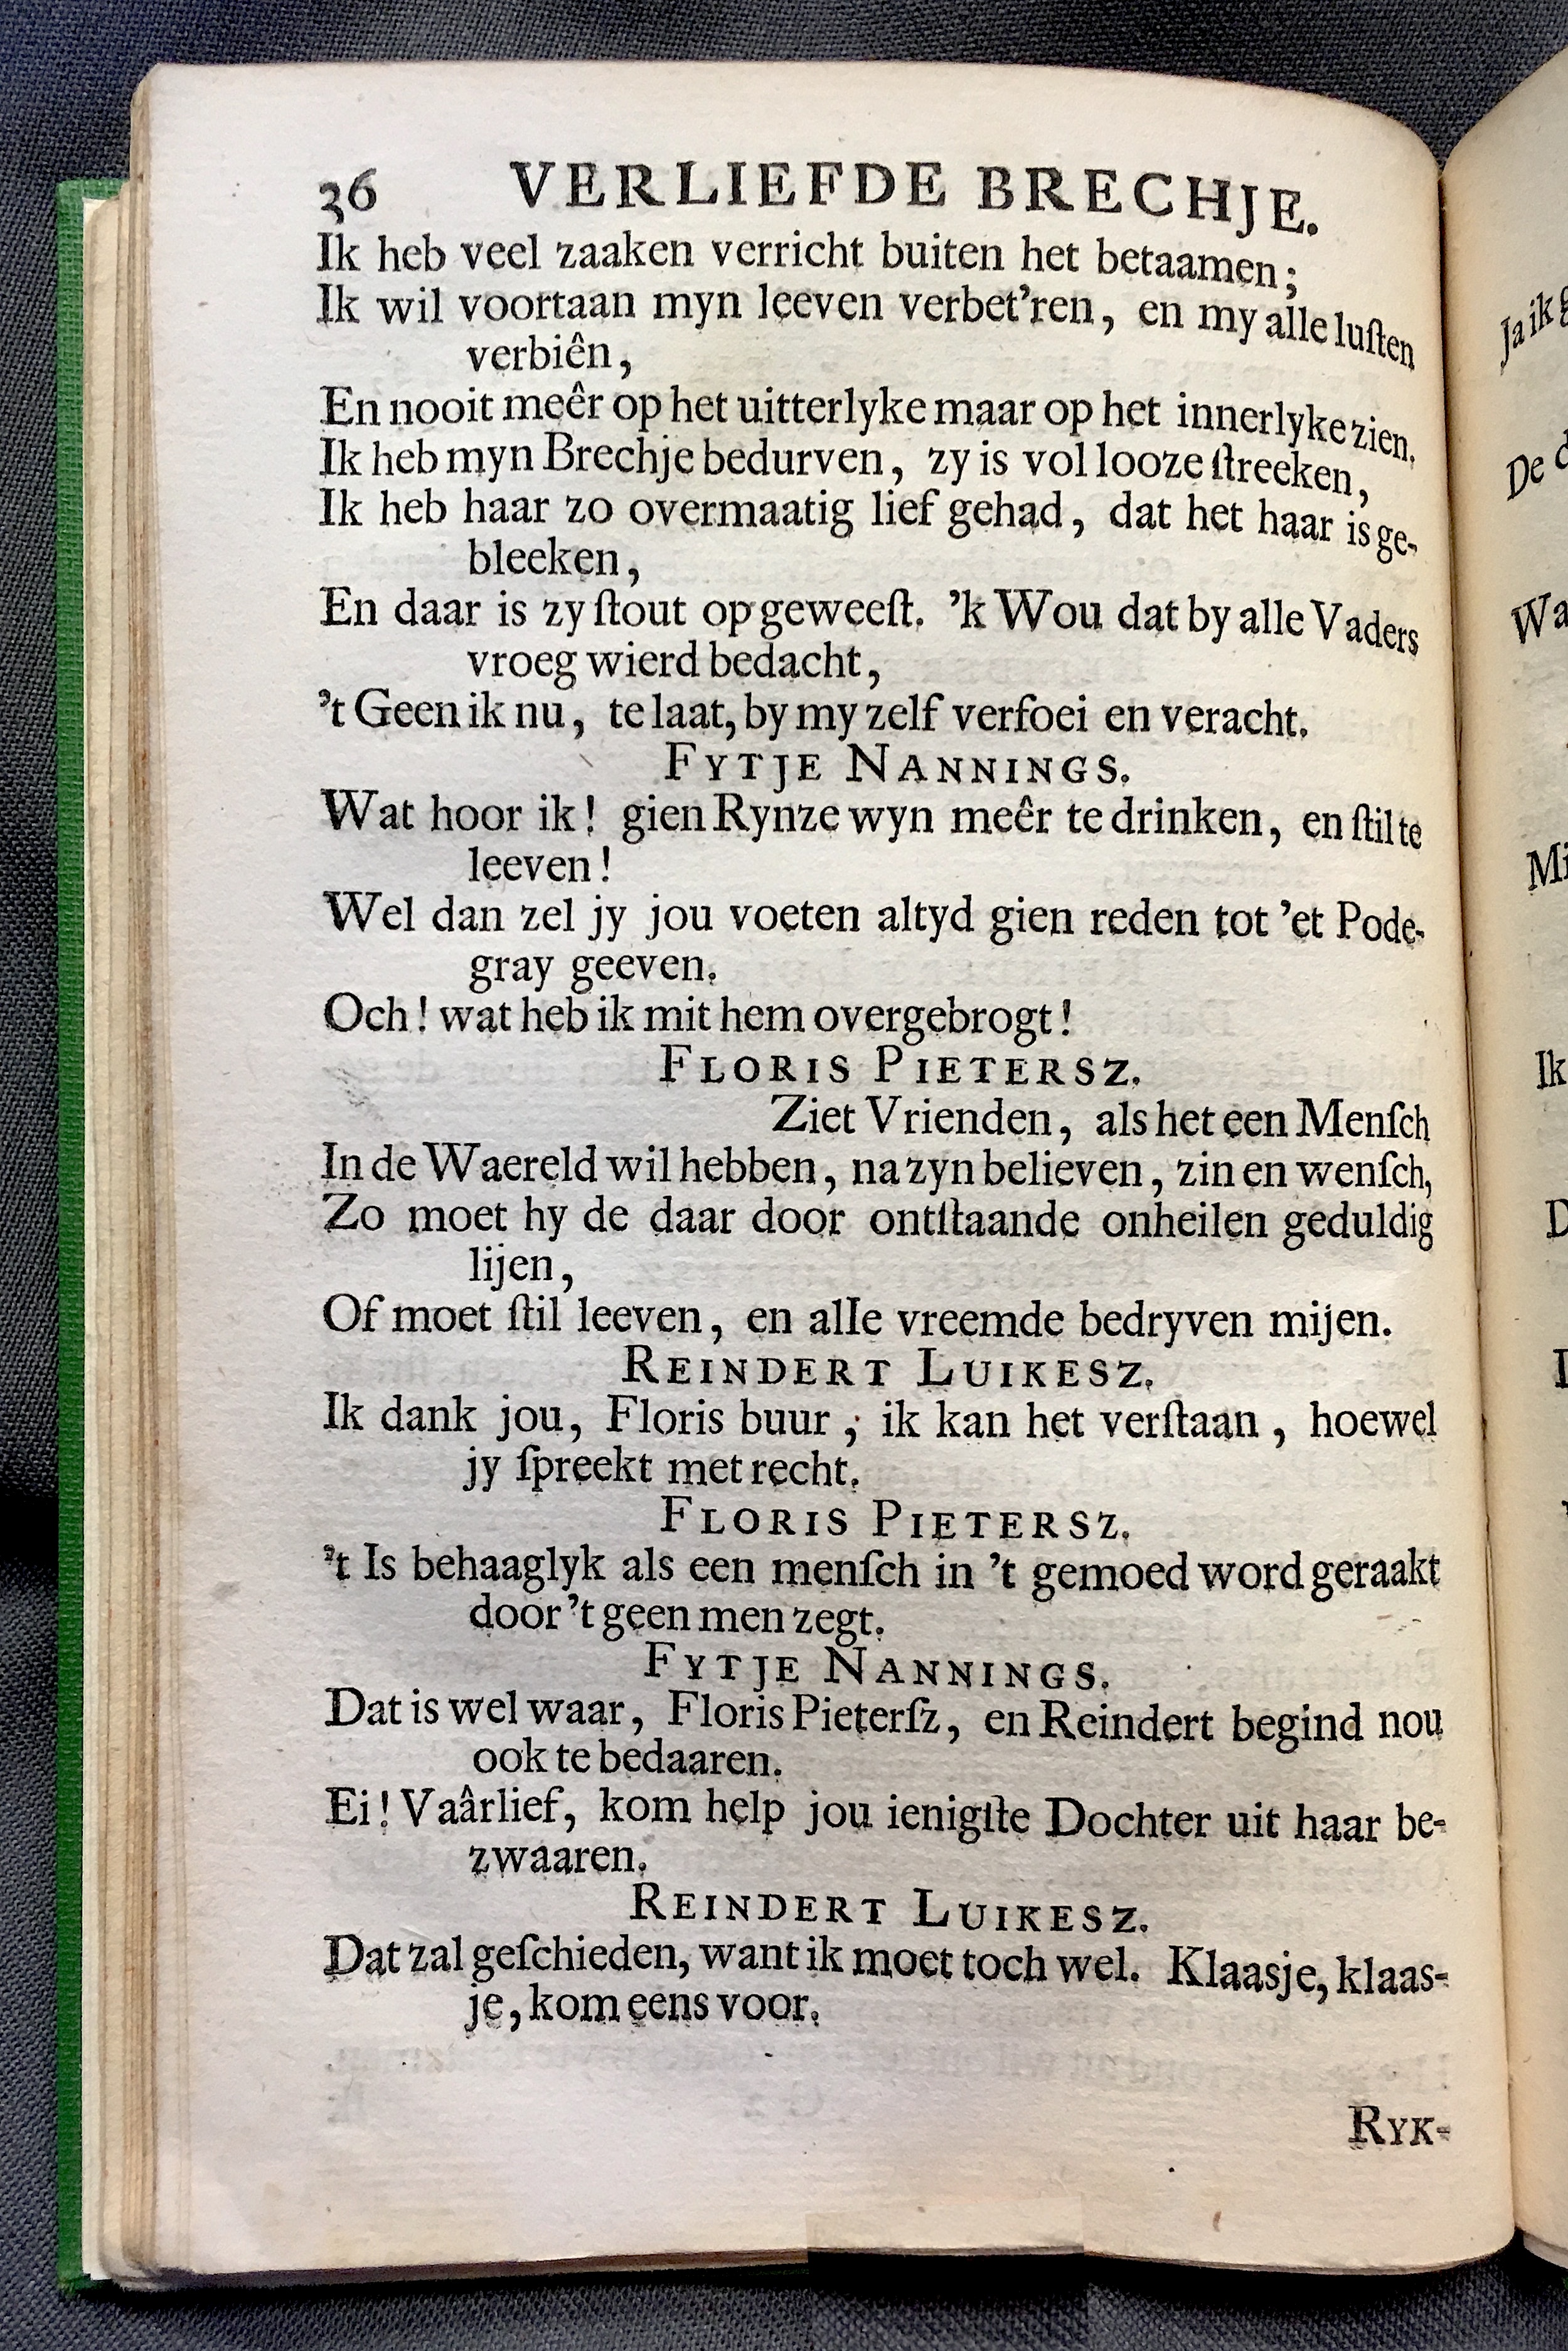 36 VERLIEFDE BRECHJE.
Ik heb veel zaaken verricht buiten het betaamen;
Ik wil voortaan myn leeven verbet'ren, en my alle luſten
verbiên,
En nooit meêr op het uitterlyke maar op het innerlyke zien.
Ik heb myn Brechje bedurven, zy is vol looze ſtreeken,
Ik heb haar zo overmaatig lief gehad, dat het haar is ge-
bleeken,
En daar is zy ſtout op geweeſt. 'k Wou dat by alle Vaders
vroeg wierd bedacht,
't Geen ik nu, te laat, by my zelf verfoei en veracht.
FYTJE NANNINGS.
Wat hoor ik! gien Rynze wyn meêr te drinken, en ſtil te
leeven!
Wel dan zel jy jou voeten altyd gien reden tot 'et Pode-
gray geeven.
Och! wat heb ik mit hem overgebrogt!
FLORIS PIETERSZ.
Ziet Vrienden, als het een Menſch
In de Waereld wil hebben, na zyn believen, zin en wenſch,
Zo moet hy de daar door ontſtaande onheilen geduldig
lijen,
Of moet ſtil leeven, en alle vreemde bedryven mijen.
REINDERT LUIKESZ.
Ik dank jou, Floris buur; ik kan het verſtaan, hoewel
jy ſpreekt met recht.
FLORIS PIETERSZ.
't Is behaaglyk als een menſch in 't gemoed word geraakt
door 't geen men zegt.
FYTJE NANNINGS.
Dat is wel waar, Floris Pieterſz, en Reindert begind nou
ook te bedaaren.
Ei! Vaârlief, kom help jou ienigſte Dochter uit haar be-
zwaaren.
REINDERT LUIKESZ.
Dat zal geſchieden, want ik moet toch wel. Klaasje, klaas-
je, kom eens voor.
RYK-
Ja ik
De
Ik